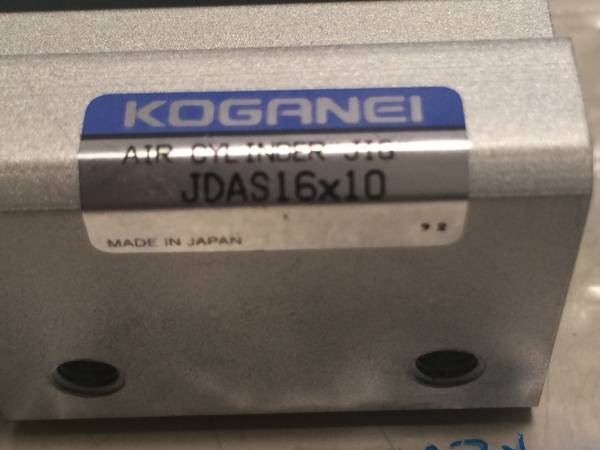 KOGANEI
AIR CYLINDER JIG
JDAS16x10
MADE IN JAPAN